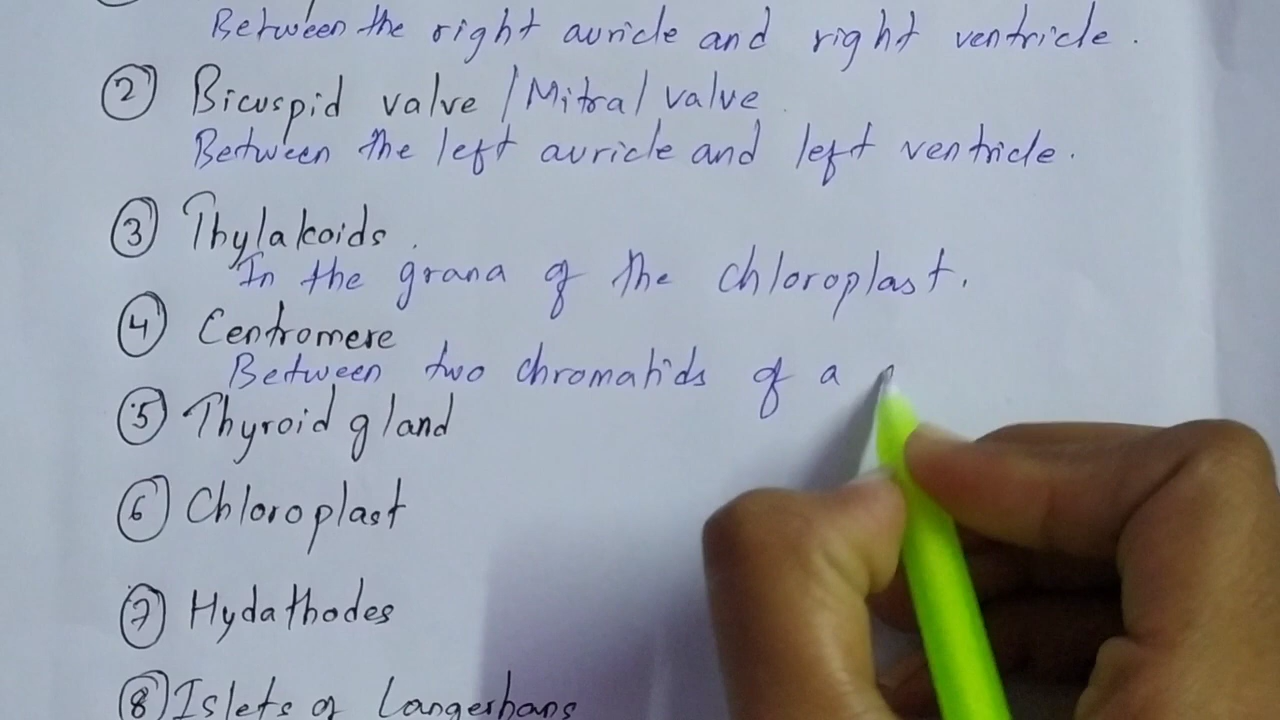 Between the right auricle and right ventricle.
② Bicuspid valve / Mitral valve
Between the left auricle and left ventricle.
③ Thylakoids.
In the grana of the chloroplast.
④ Centromere
Between two chromatids of a
⑤ Thyroid gland
⑥ Chloroplast
⑦ Hydathodes
⑧ Islets of Langerhans